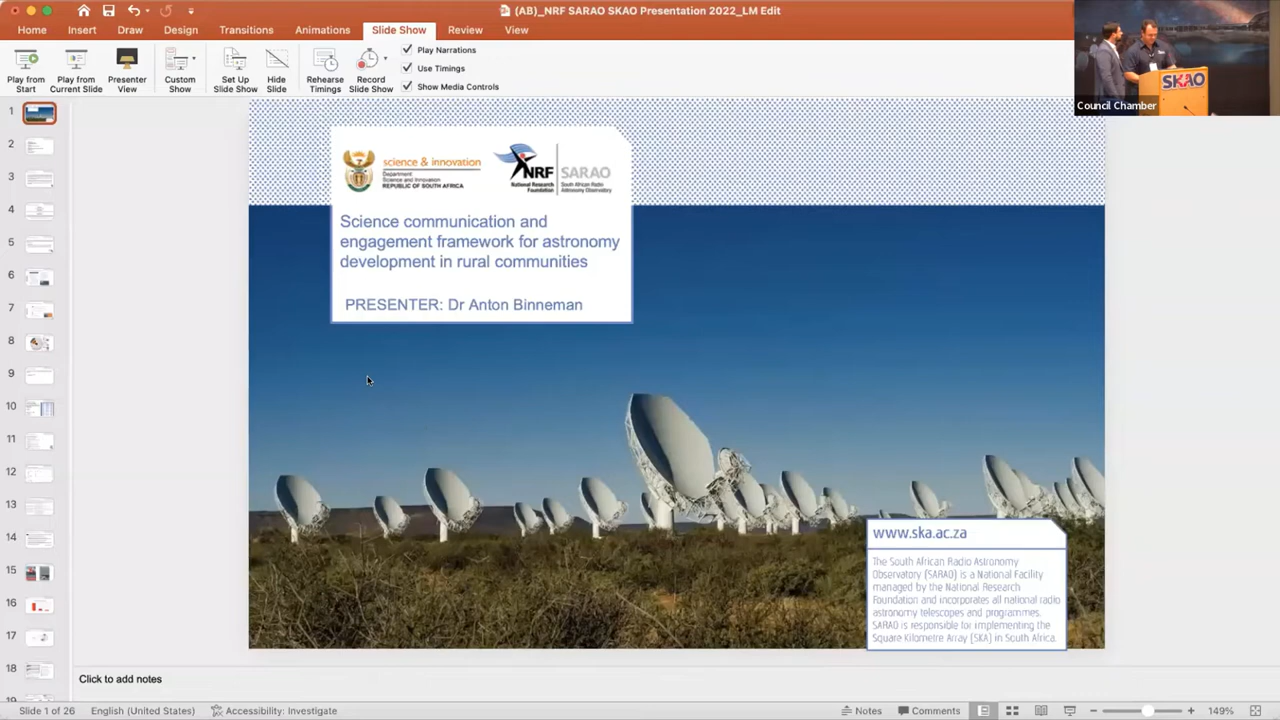 (AB)_NRF SARAO SKAO Presentation 2022_LM Edit
Home Insert Draw Design Transitions Animations Slide Show Review View
Play from Start
Play from Current Slide
Presenter View
Custom Show
Set Up Slide Show
Hide Slide
Rehearse Timings
Record Slide Show
Play Narrations
Use Timings
Show Media Controls
SKAO
Council Chamber
1
2
3
4
5
6
7
8
9
10
11
12
13
14
15
16
17
18
19
science & innovation
Department
Science and Innovation
REPUBLIC OF SOUTH AFRICA
NRF
National Research
Foundation
SARAO
South African Radio
Astronomy Observatory
Science communication and
engagement framework for astronomy
development in rural communities
PRESENTER: Dr Anton Binneman
www.ska.ac.za
The South African Radio Astronomy
Observatory (SARAO) is a National Facility
managed by the National Research
Foundation and incorporates all national radio
astronomy telescopes and programmes.
SARAO is responsible for implementing the
Square Kilometre Array (SKA) in South Africa.
Click to add notes
Slide 1 of 26 English (United States) Accessibility: Investigate Notes Comments 149%